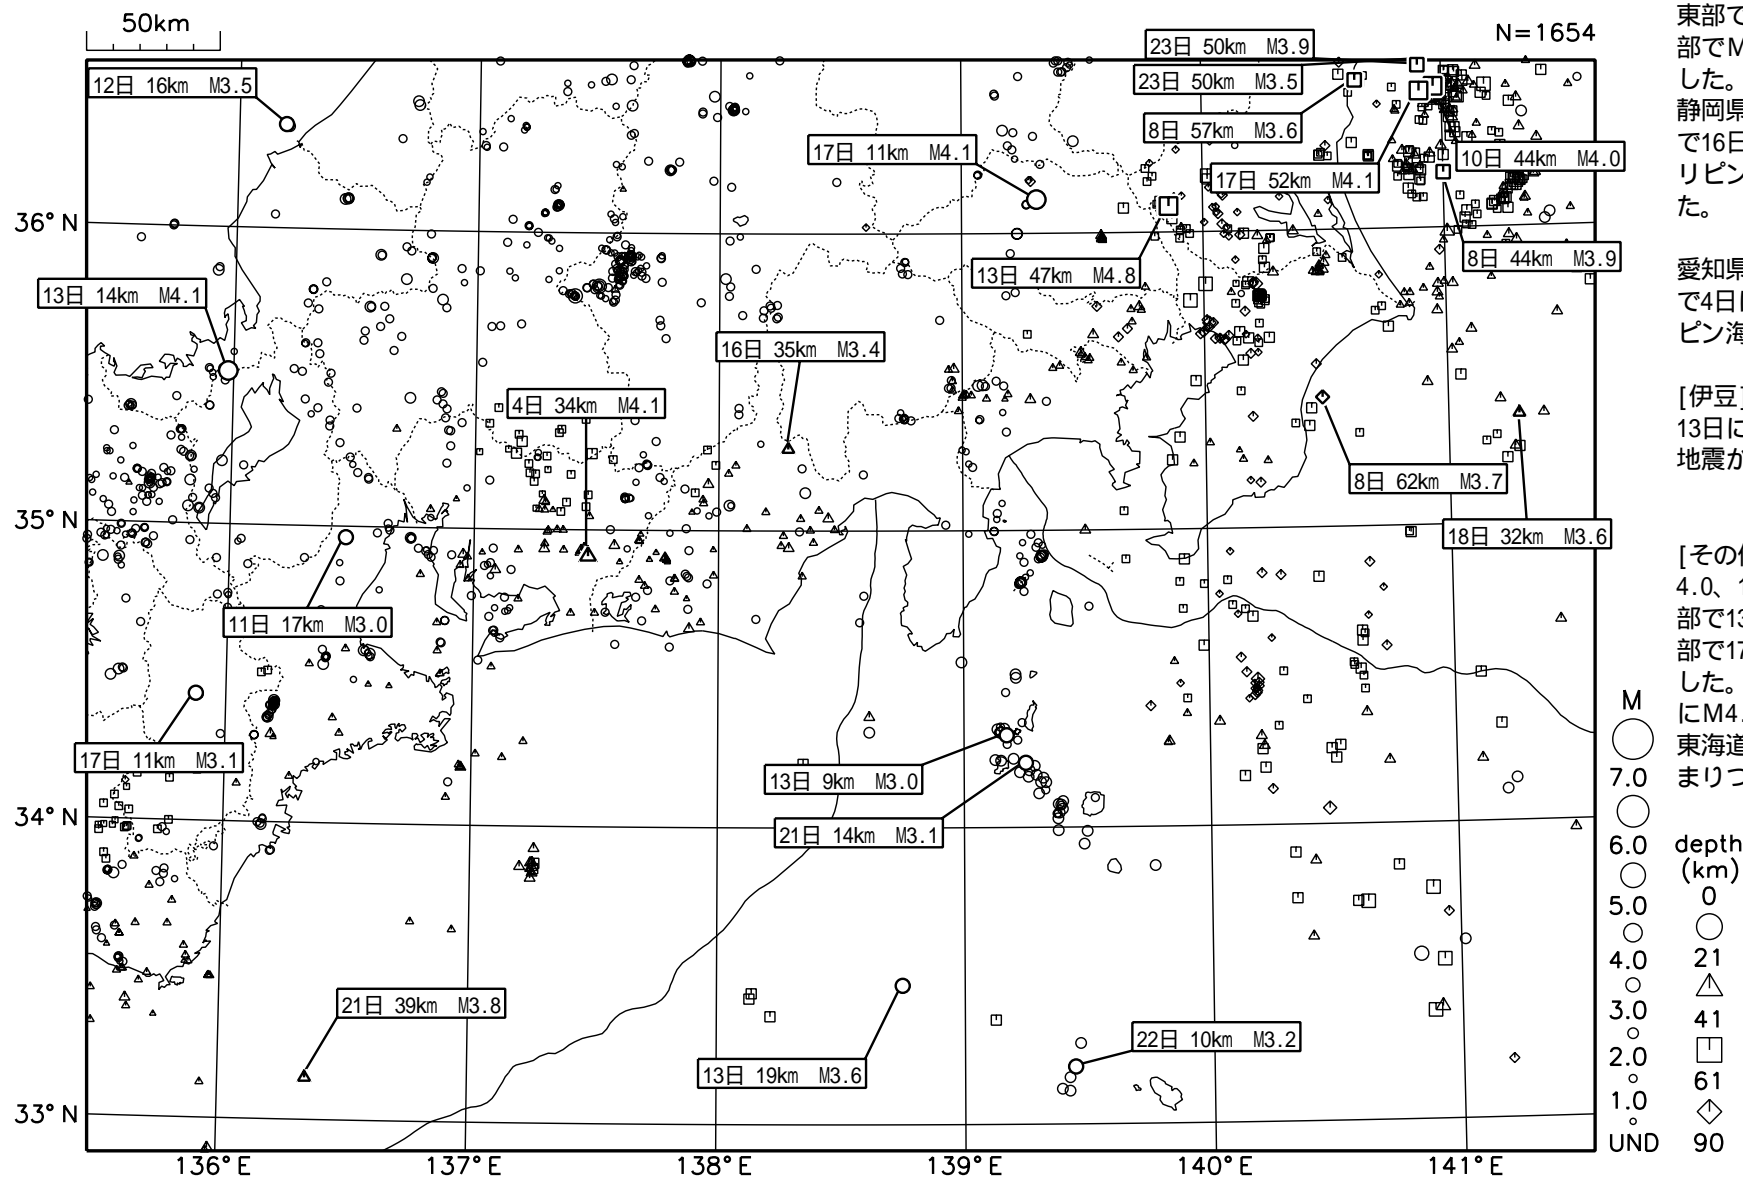 50km
N=1654
23日 50km M3.9
23日 50km M3.5
12日 16km M3.5
8日 57km M3.6
17日 11km M4.1
10日 44km M4.0
17日 52km M4.1
36°N
8日 44km M3.9
13日 47km M4.8
13日 14km M4.1
16日 35km M3.4
4日 34km M4.1
8日 62km M3.7
35°N
18日 32km M3.6
11日 17km M3.0
17日 11km M3.1
13日 9km M3.0
34°N
21日 14km M3.1
21日 39km M3.8
22日 10km M3.2
13日 19km M3.6
33°N
136°E
137°E
138°E
139°E
140°E
141°E
M
7.0
6.0
5.0
4.0
3.0
2.0
1.0
UND
depth
(km)
0
21
41
61
90
東部で
部でM
した。
静岡県
で16日
リピン
た。
愛知県
で4日
ピン海
[伊豆]
13日に
地震が
[その他
4.0、1
部で13
部で17
した。
にM4.
東海道
まりつ